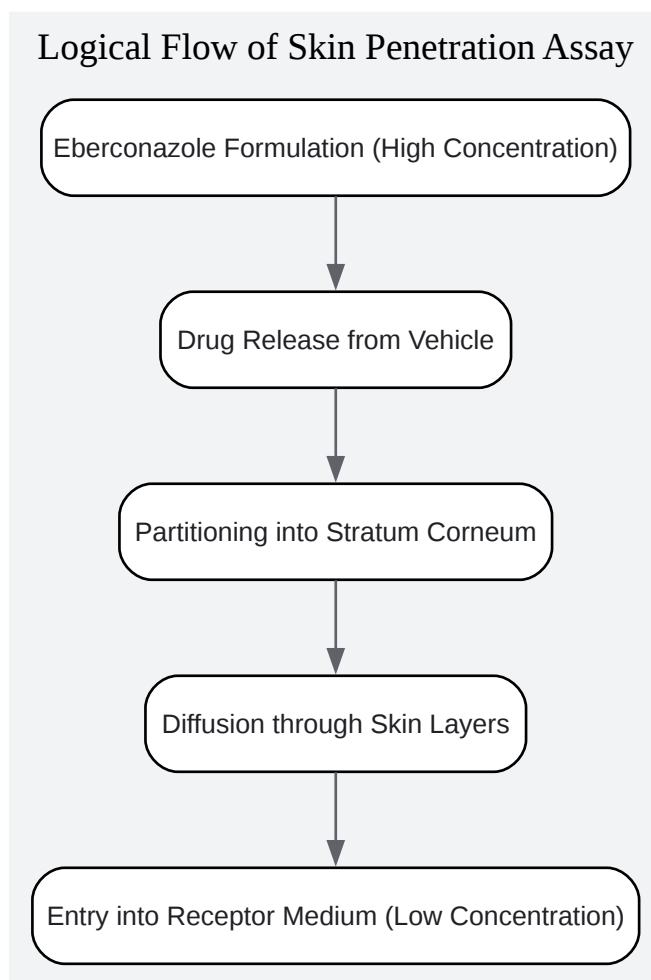 Logical Flow of Skin Penetration Assay
Eberconazole Formulation (High Concentration)
Drug Release from Vehicle
Partitioning into Stratum Corneum
Diffusion through Skin Layers
Entry into Receptor Medium (Low Concentration)